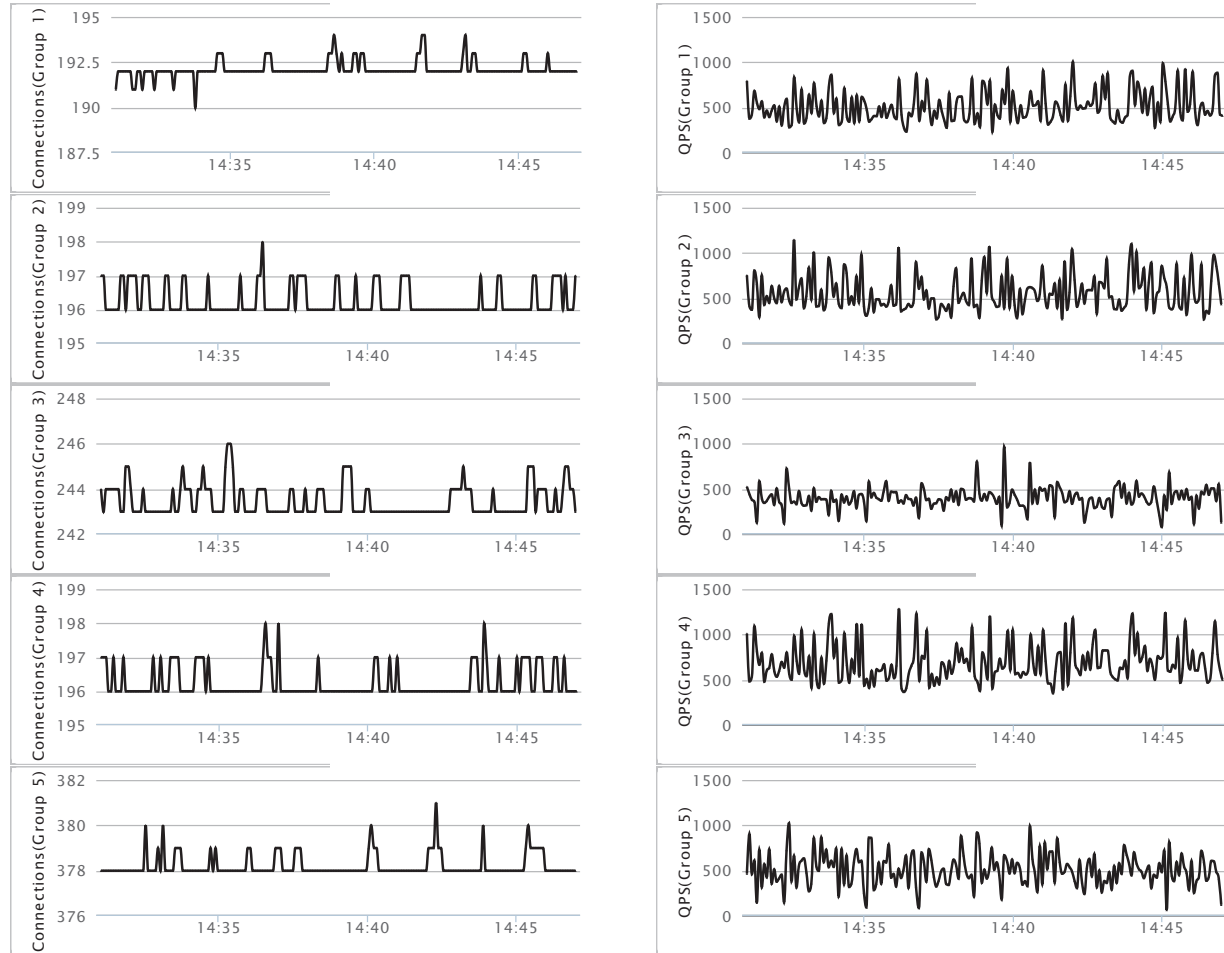 Connections(Group 1)
195
192.5
190
187.5
14:35 14:40 14:45
QPS(Group 1)
1500
1000
500
0
14:35 14:40 14:45
Connections(Group 2)
199
198
197
196
195
14:35 14:40 14:45
QPS(Group 2)
1500
1000
500
0
14:35 14:40 14:45
Connections(Group 3)
248
246
244
242
14:35 14:40 14:45
QPS(Group 3)
1500
1000
500
0
14:35 14:40 14:45
Connections(Group 4)
199
198
197
196
195
14:35 14:40 14:45
QPS(Group 4)
1500
1000
500
0
14:35 14:40 14:45
Connections(Group 5)
382
380
378
376
14:35 14:40 14:45
QPS(Group 5)
1500
1000
500
0
14:35 14:40 14:45